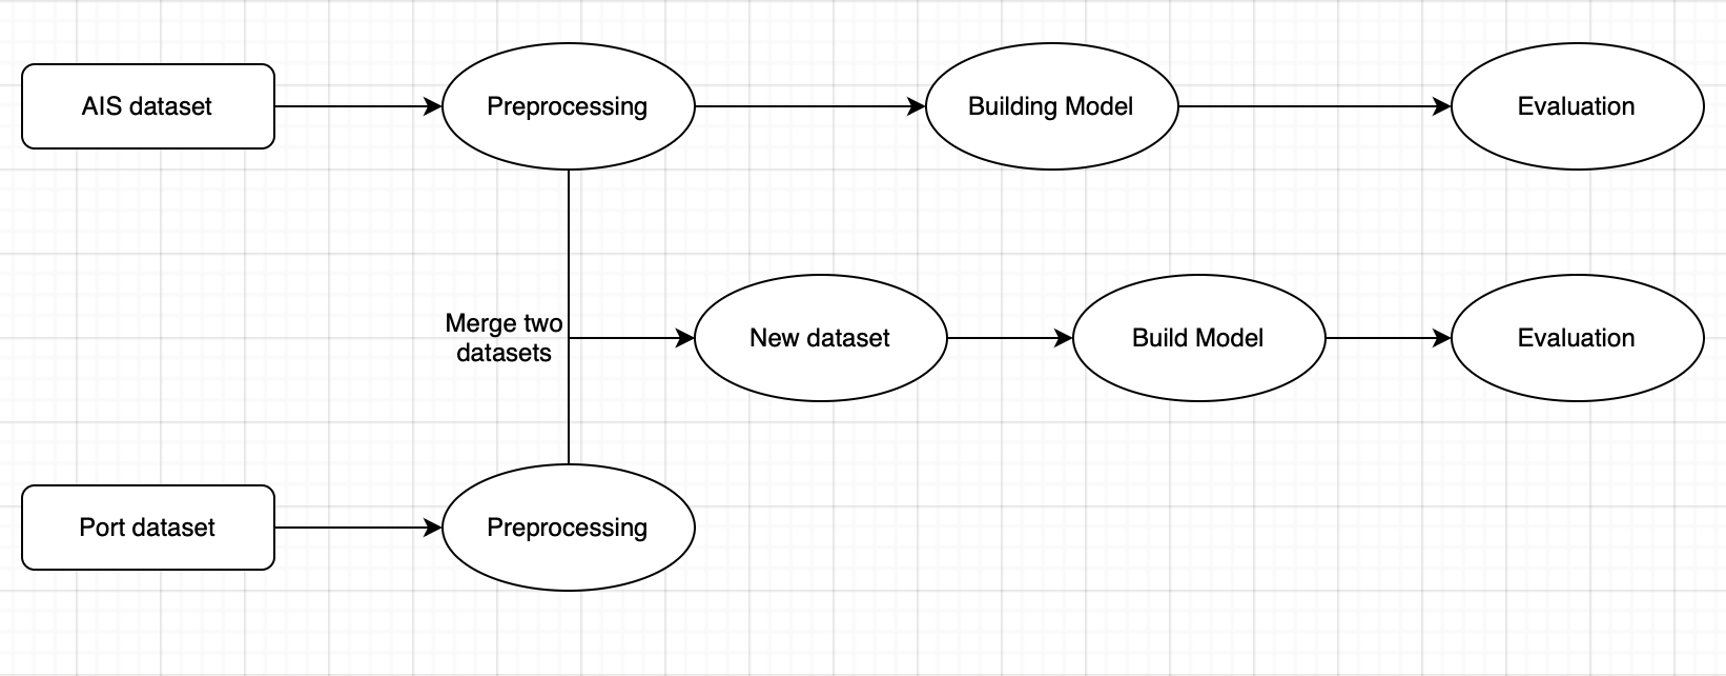 AIS dataset
Preprocessing
Building Model
Evaluation
Merge two
datasets
New dataset
Build Model
Evaluation
Port dataset
Preprocessing